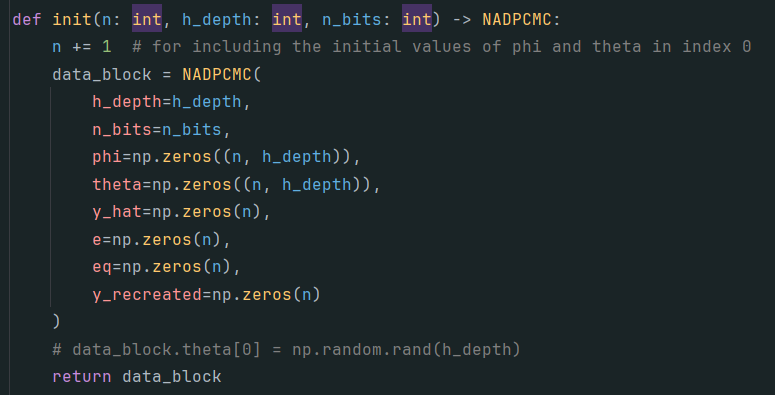 def init(n: int, h_depth: int, n_bits: int) -> NADPCMC:
    n += 1  # for including the initial values of phi and theta in index 0
    data_block = NADPCMC(
        h_depth=h_depth,
        n_bits=n_bits,
        phi=np.zeros((n, h_depth)),
        theta=np.zeros((n, h_depth)),
        y_hat=np.zeros(n),
        e=np.zeros(n),
        eq=np.zeros(n),
        y_recreated=np.zeros(n)
    )
    # data_block.theta[0] = np.random.rand(h_depth)
    return data_block